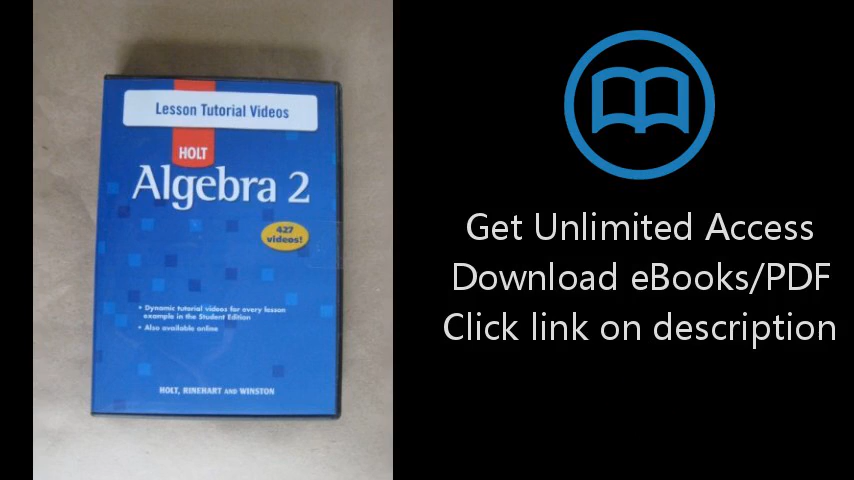 Lesson Tutorial Videos
HOLT
Algebra 2
427
videos!
• Dynamic tutorial videos for every lesson
example in the Student Edition
• Also available online
HOLT, RINEHART AND WINSTON
Get Unlimited Access
Download eBooks/PDF
Click link on description